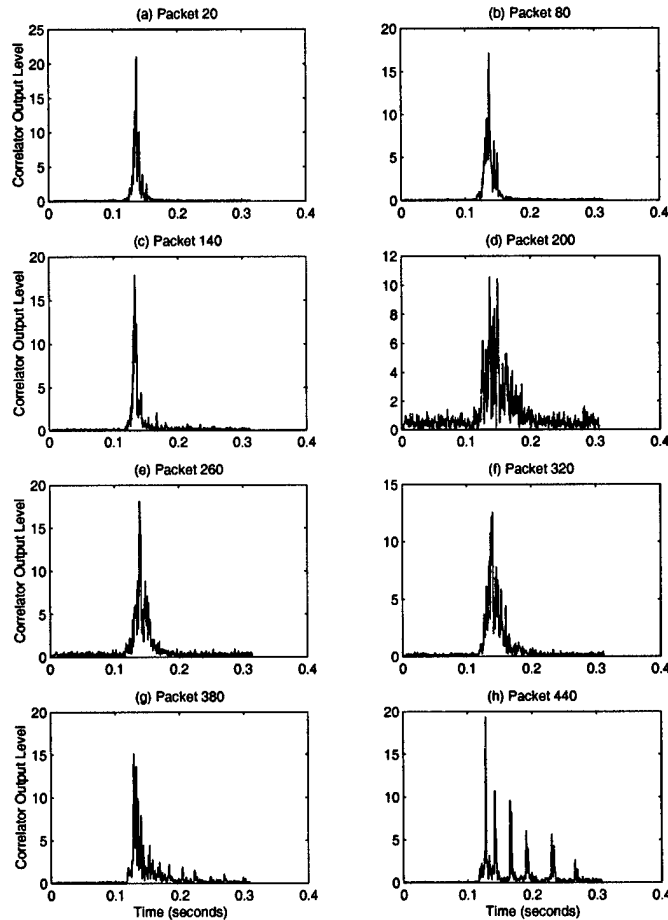 (a) Packet 20
(b) Packet 80
Correlator Output Level
25
20
15
10
5
0
0 0.1 0.2 0.3 0.4
20
15
10
5
0
0 0.1 0.2 0.3 0.4
(c) Packet 140
(d) Packet 200
Correlator Output Level
20
15
10
5
0
0 0.1 0.2 0.3 0.4
12
10
8
6
4
2
0
0 0.1 0.2 0.3 0.4
(e) Packet 260
(f) Packet 320
Correlator Output Level
20
15
10
5
0
0 0.1 0.2 0.3 0.4
15
10
5
0
0 0.1 0.2 0.3 0.4
(g) Packet 380
(h) Packet 440
Correlator Output Level
20
15
10
5
0
0 0.1 0.2 0.3 0.4
Time (seconds)
20
15
10
5
0
0 0.1 0.2 0.3 0.4
Time (seconds)